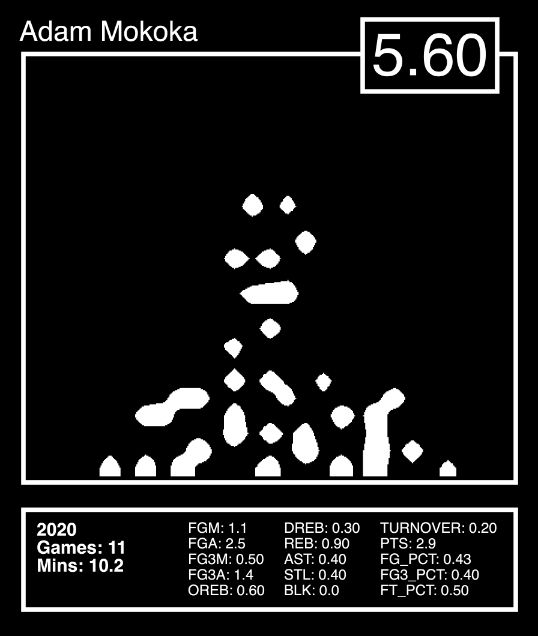 Adam Mokoka
5.60
2020
Games: 11
Mins: 10.2
FGM: 1.1
FGA: 2.5
FG3M: 0.50
FG3A: 1.4
OREB: 0.60
DREB: 0.30
REB: 0.90
AST: 0.40
STL: 0.40
BLK: 0.0
TURNOVER: 0.20
PTS: 2.9
FG_PCT: 0.43
FG3_PCT: 0.40
FT_PCT: 0.50